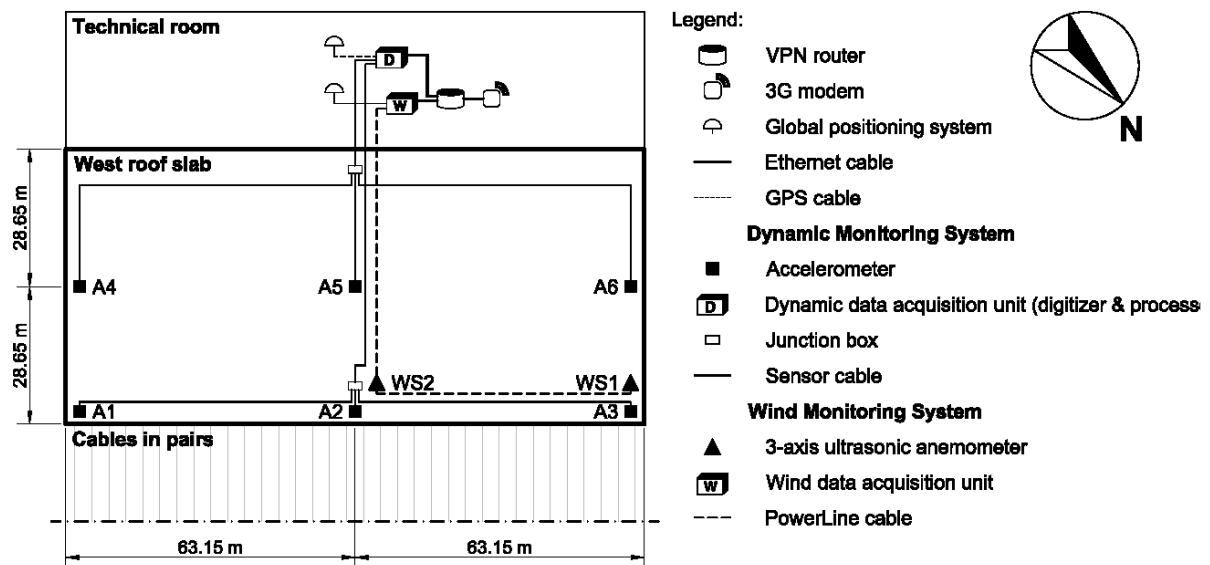 Technical room
D
W
West roof slab
28.65 m
28.65 m
A4
A5
A6
WS2
WS1
A1
A2
A3
Cables in pairs
63.15 m
63.15 m
Legend:
VPN router
3G modem
Global positioning system
Ethernet cable
GPS cable
Dynamic Monitoring System
Accelerometer
D
Dynamic data acquisition unit (digitizer & process
Junction box
Sensor cable
Wind Monitoring System
3-axis ultrasonic anemometer
W
Wind data acquisition unit
PowerLine cable
N